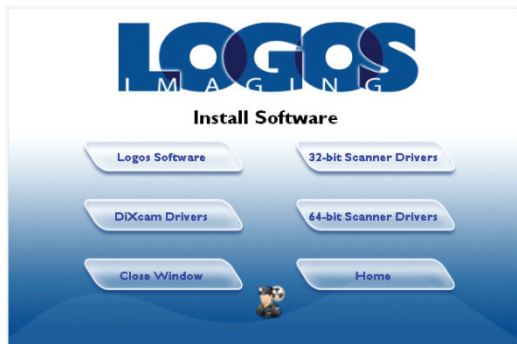 LOGOS
IMAGING
Install Software
Logos Software
32-bit Scanner Drivers
DiXcam Drivers
64-bit Scanner Drivers
Close Window
Home